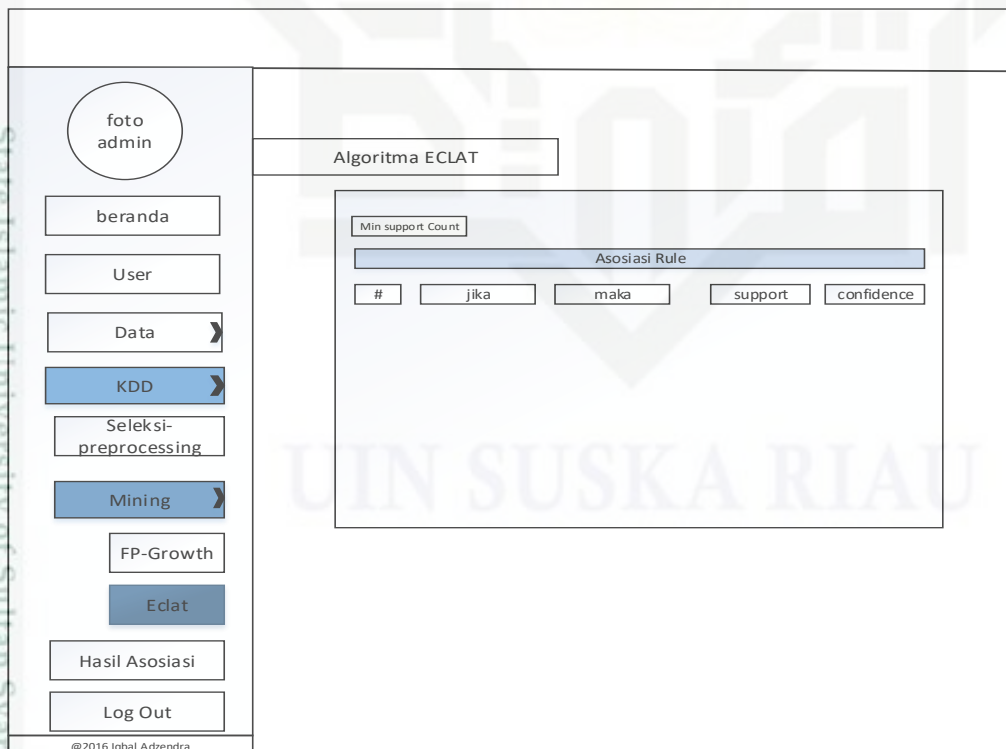 foto
admin
beranda
User
Data
KDD
Seleksi-
preprocessing
Mining
FP-Growth
Eclat
Hasil Asosiasi
Log Out
@2016 Iqbal Adzendra
Algoritma ECLAT
Min support Count
Asosiasi Rule
# jika maka support confidence
UIN SUSKA RIAU